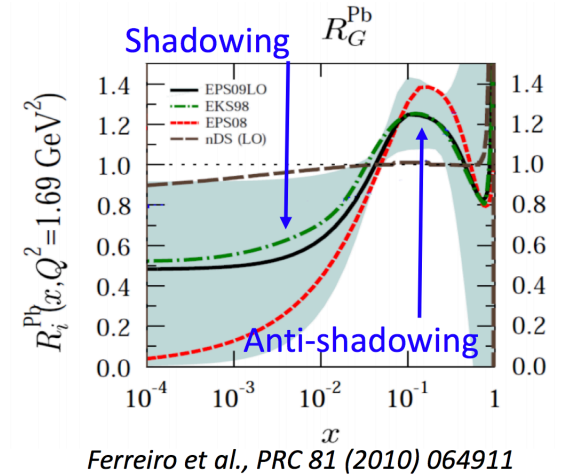 Shadowing
R_G^Pb
R_i^Pb (x,Q^2=1.69 GeV^2)
1.4
1.2
1.0
0.8
0.6
0.4
0.2
0.0
EPS09LO
EKS98
EPS08
nDS (LO)
1.4
1.2
1.0
0.8
0.6
0.4
0.2
0.0
Anti-shadowing
10^-4 10^-3 10^-2 10^-1 1
x
Ferreiro et al., PRC 81 (2010) 064911